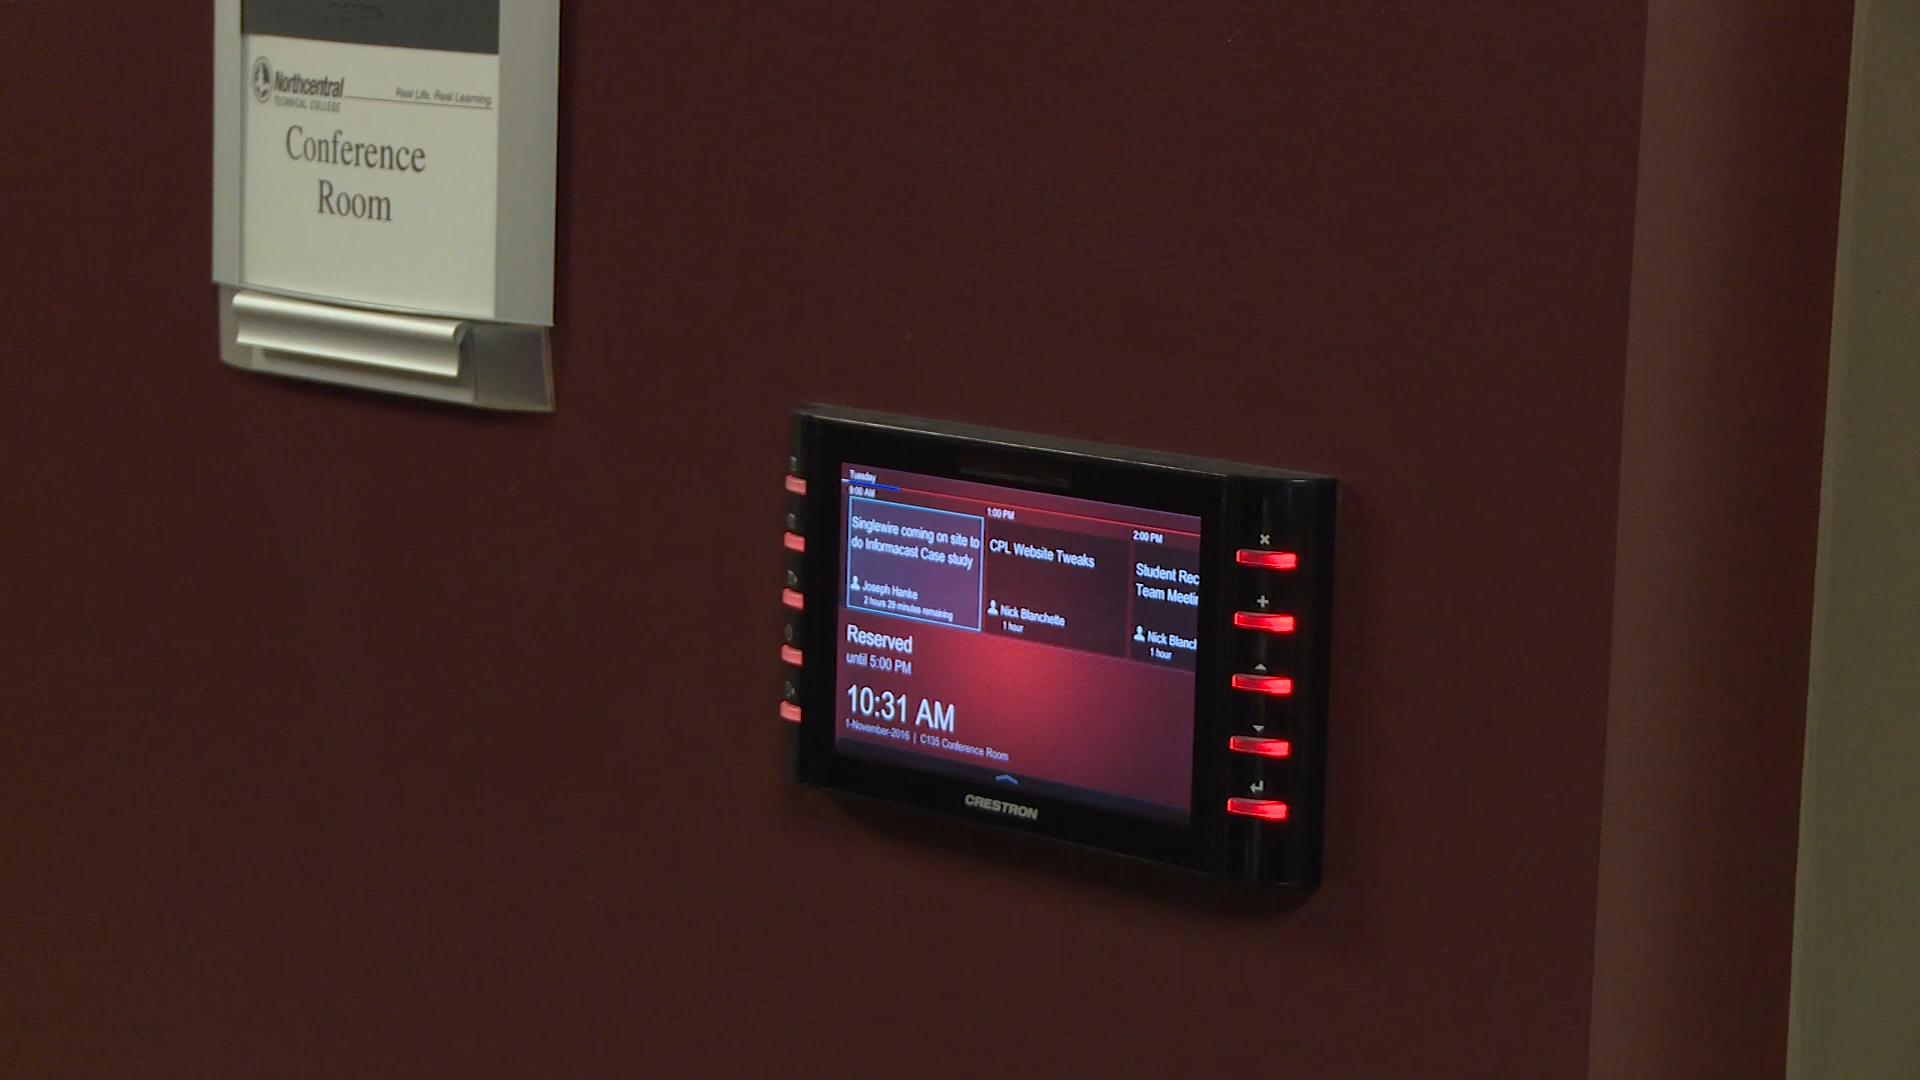 Northcentral
TECHNICAL COLLEGE
Real Life. Real Learning.
Conference
Room
Tuesday
9:00 AM
Singlewire coming on site to
do Informacast Case study
Joseph Hanke
2 hours 29 minutes remaining
1:00 PM
CPL Website Tweaks
Nick Blanchette
1 hour
2:00 PM
Student Rec
Team Meetin
Nick Blanch
1 hour
Reserved
until 5:00 PM
10:31 AM
1-November-2016 | C135 Conference Room
CRESTRON